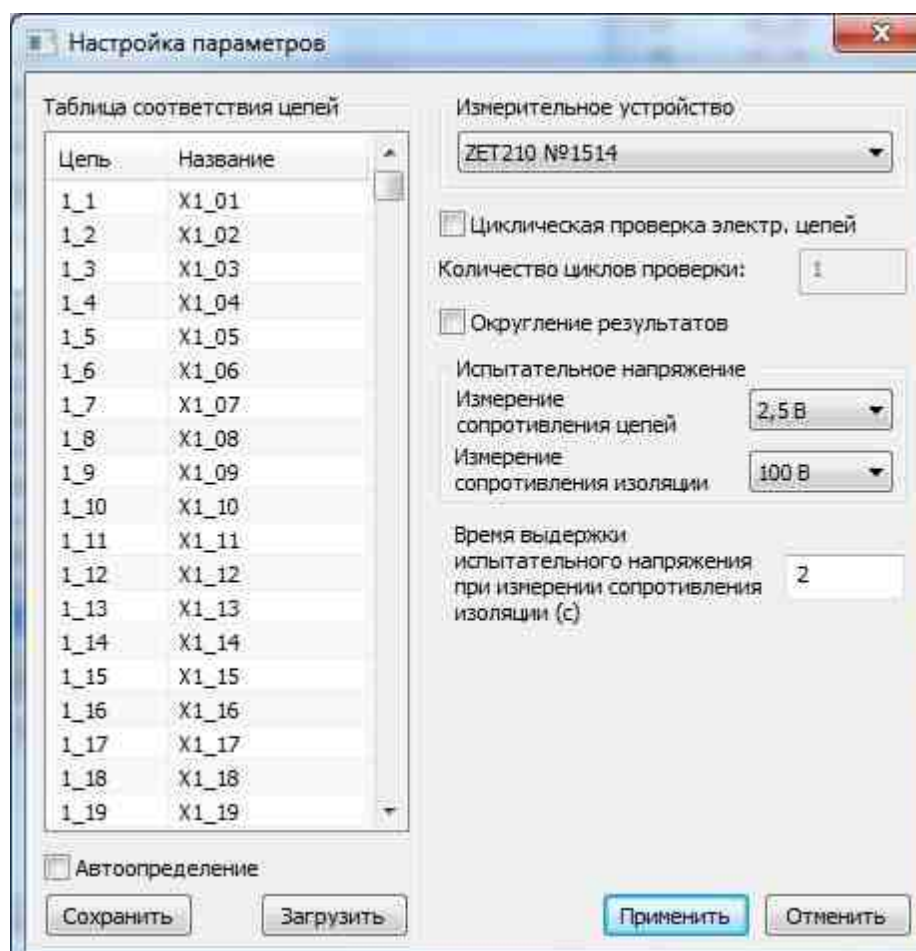 Настройка параметров
Таблица соответствия цепей
Цепь Название
1_1 X1_01
1_2 X1_02
1_3 X1_03
1_4 X1_04
1_5 X1_05
1_6 X1_06
1_7 X1_07
1_8 X1_08
1_9 X1_09
1_10 X1_10
1_11 X1_11
1_12 X1_12
1_13 X1_13
1_14 X1_14
1_15 X1_15
1_16 X1_16
1_17 X1_17
1_18 X1_18
1_19 X1_19
Автоопределение
Сохранить Загрузить
Измерительное устройство
ZET210 №1514
Циклическая проверка электр. цепей
Количество циклов проверки: 1
Округление результатов
Испытательное напряжение
Измерение
сопротивления цепей 2,5 В
Измерение
сопротивления изоляции 100 В
Время выдержки
испытательного напряжения
при измерении сопротивления
изоляции (с) 2
Применить Отменить